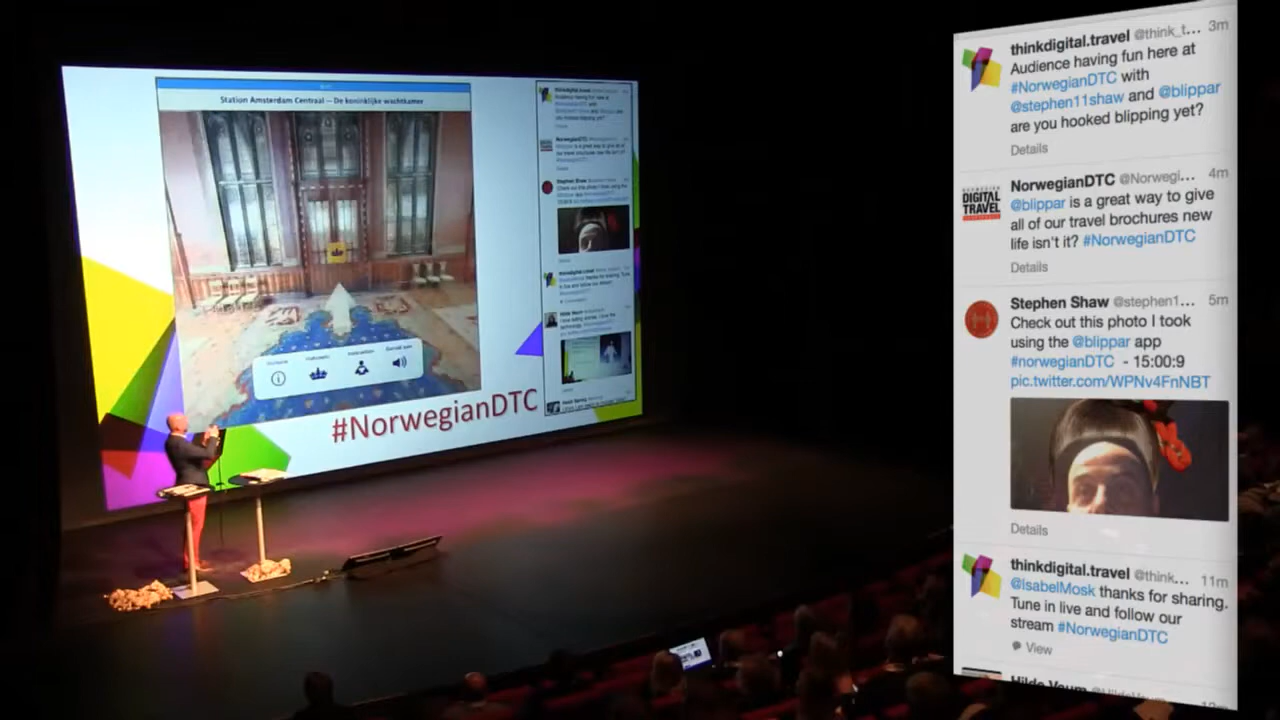 Station Amsterdam Centraal — De koninklijke wachtkamer
#NorwegianDTC
thinkdigital.travel @think_t... 3m
Audience having fun here at
#NorwegianDTC with
@stephen11shaw and @blippar
are you hooked blipping yet?
Details
NORWEGIAN
DIGITAL
TRAVEL
NorwegianDTC @Norwegi... 4m
@blippar is a great way to give
all of our travel brochures new
life isn't it? #NorwegianDTC
Details
Stephen Shaw @stephen1... 5m
Check out this photo I took
using the @blippar app
#norwegianDTC - 15:00:9
pic.twitter.com/WPNv4FnNBT
Details
thinkdigital.travel @think... 11m
@IsabelMosk thanks for sharing.
Tune in live and follow our
stream #NorwegianDTC
View